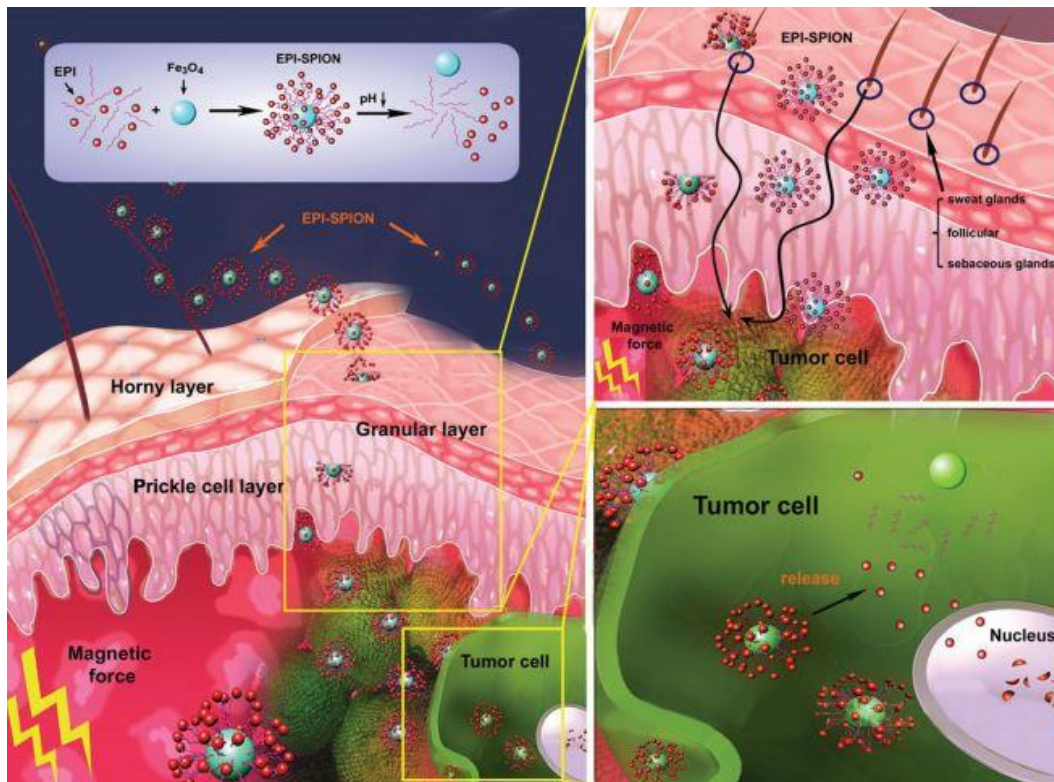 EPI-SPION
Fe₃O₄
EPI
+
pH ↓
EPI-SPION
Horny layer
Granular layer
Prickle cell layer
Magnetic
force
Tumor cell
EPI-SPION
sweat glands
follicular
sebaceous glands
Magnetic
force
Tumor cell
Tumor cell
release
Nucleus